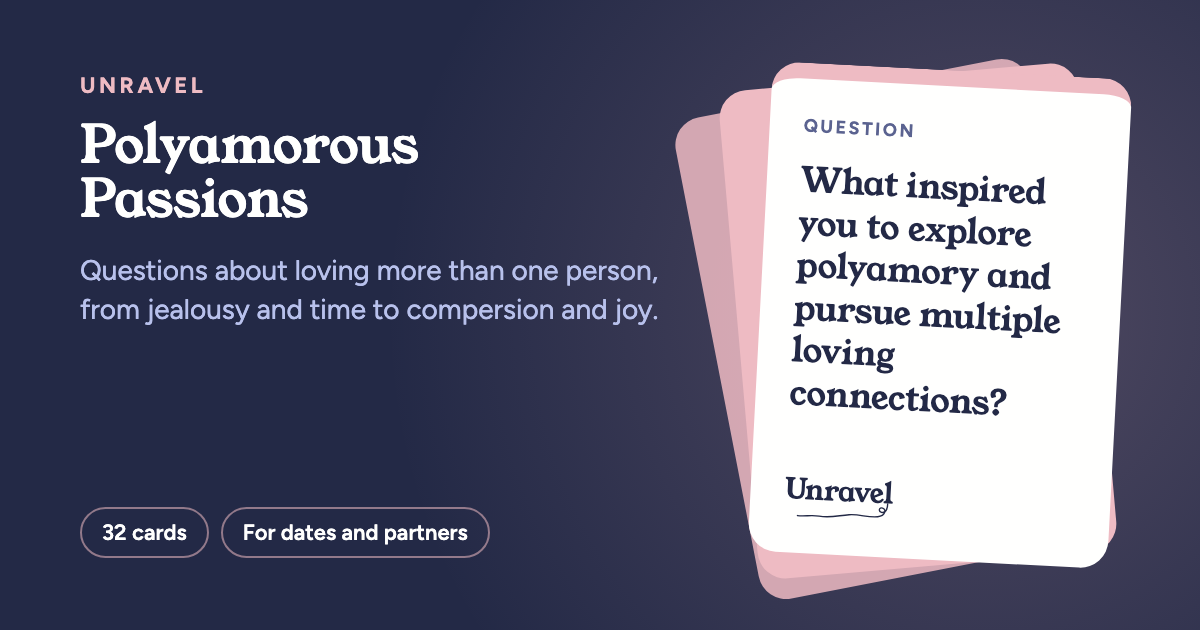 UNRAVEL
Polyamorous
Passions
Questions about loving more than one person,
from jealousy and time to compersion and joy.
32 cards
For dates and partners
QUESTION
What inspired
you to explore
polyamory and
pursue multiple
loving
connections?
Unravel